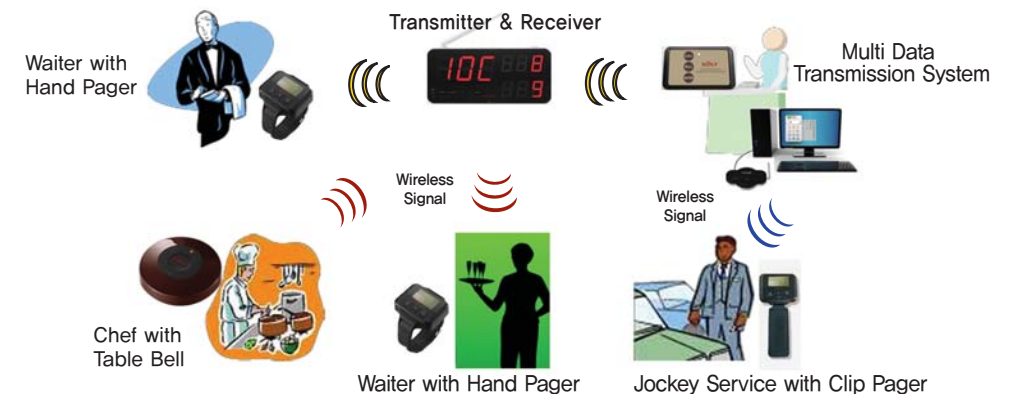 Transmitter & Receiver
Waiter with
Hand Pager
10C 8
9
Multi Data
Transmission System
Wireless
Signal
Wireless
Signal
Chef with
Table Bell
Waiter with Hand Pager
Jockey Service with Clip Pager